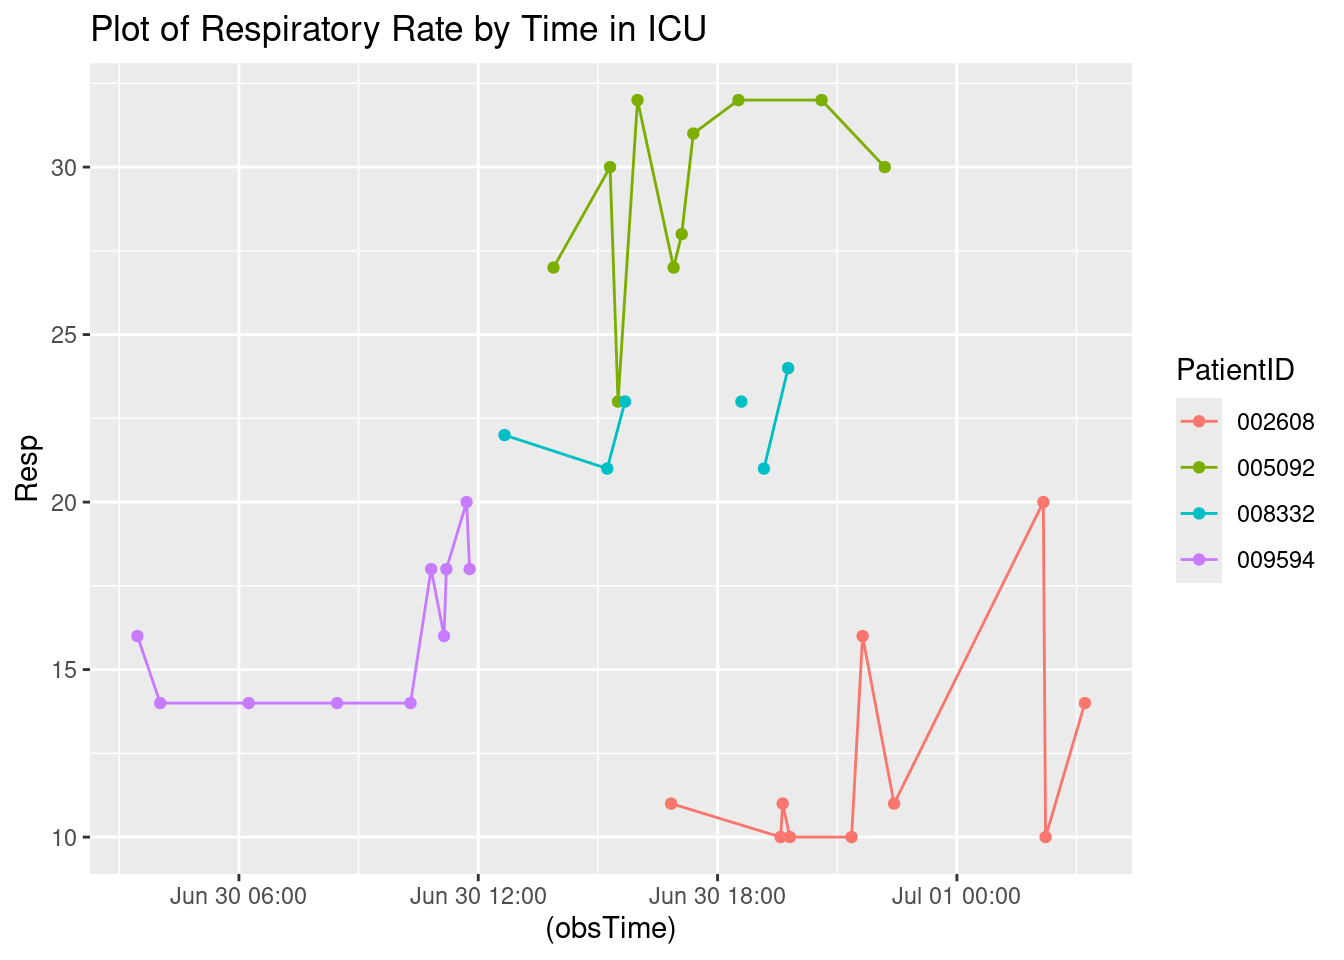 Plot of Respiratory Rate by Time in ICU
Resp
30
25
20
15
10
Jun 30 06:00
Jun 30 12:00
Jun 30 18:00
Jul 01 00:00
(obsTime)
PatientID
002608
005092
008332
009594